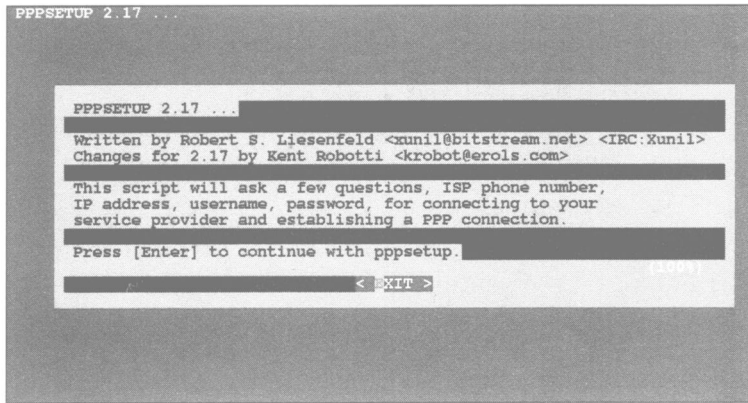 PPPSETUP 2.17 ...
PPPSETUP 2.17 ...
Written by Robert S. Liesenfeld <xunil@bitstream.net> <IRC:Xunil>
Changes for 2.17 by Kent Robotti <krobot@erols.com>
This script will ask a few questions, ISP phone number,
IP address, username, password, for connecting to your
service provider and establishing a PPP connection.
Press [Enter] to continue with pppsetup.
(100%)
< EXIT >